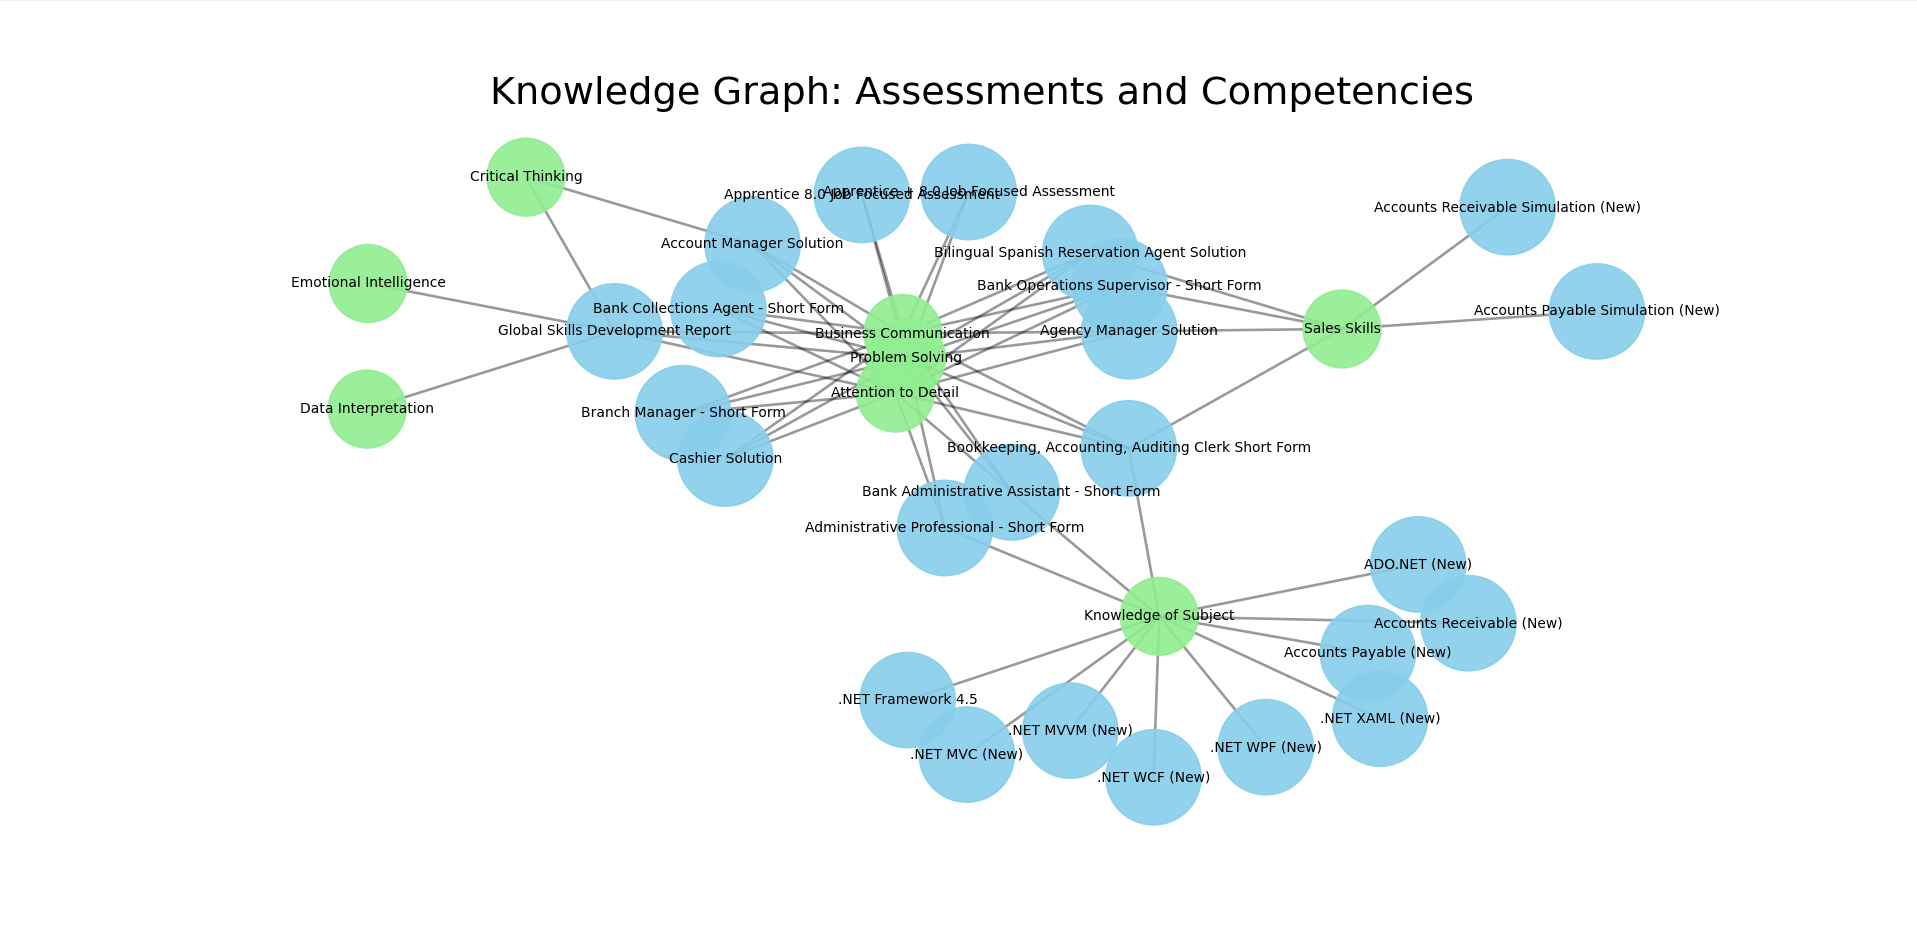 Knowledge Graph: Assessments and Competencies
Critical Thinking
Apprentice 8.0 Job Focused Assessment
Apprentice + 8.0 Job Focused Assessment
Accounts Receivable Simulation (New)
Account Manager Solution
Bilingual Spanish Reservation Agent Solution
Emotional Intelligence
Bank Operations Supervisor - Short Form
Bank Collections Agent - Short Form
Accounts Payable Simulation (New)
Global Skills Development Report
Business Communication
Agency Manager Solution
Sales Skills
Problem Solving
Attention to Detail
Data Interpretation
Branch Manager - Short Form
Bookkeeping, Accounting, Auditing Clerk Short Form
Cashier Solution
Bank Administrative Assistant - Short Form
Administrative Professional - Short Form
ADO.NET (New)
Knowledge of Subject
Accounts Receivable (New)
Accounts Payable (New)
.NET Framework 4.5
.NET XAML (New)
.NET MVVM (New)
.NET WPF (New)
.NET MVC (New)
.NET WCF (New)